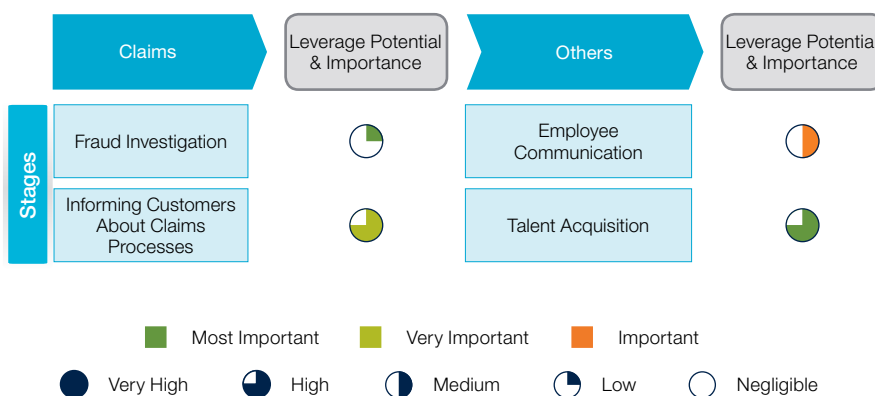 Claims
Leverage Potential
& Importance
Others
Leverage Potential
& Importance
Stages
Fraud Investigation
Employee
Communication
Informing Customers
About Claims
Processes
Talent Acquisition
Most Important
Very Important
Important
Very High
High
Medium
Low
Negligible